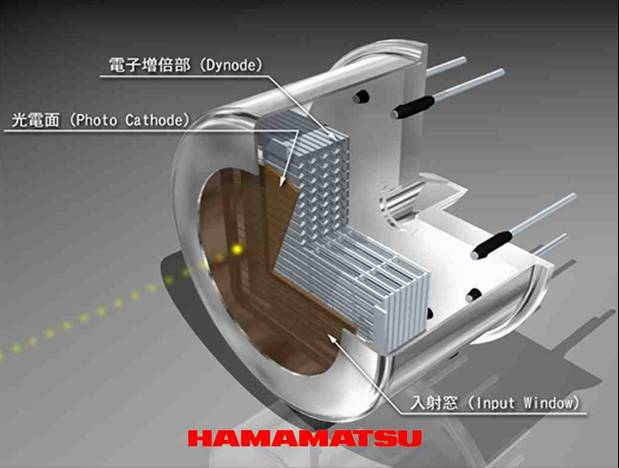 電子増倍部 (Dynode)
光電面 (Photo Cathode)
入射窓 (Input Window)
HAMAMATSU